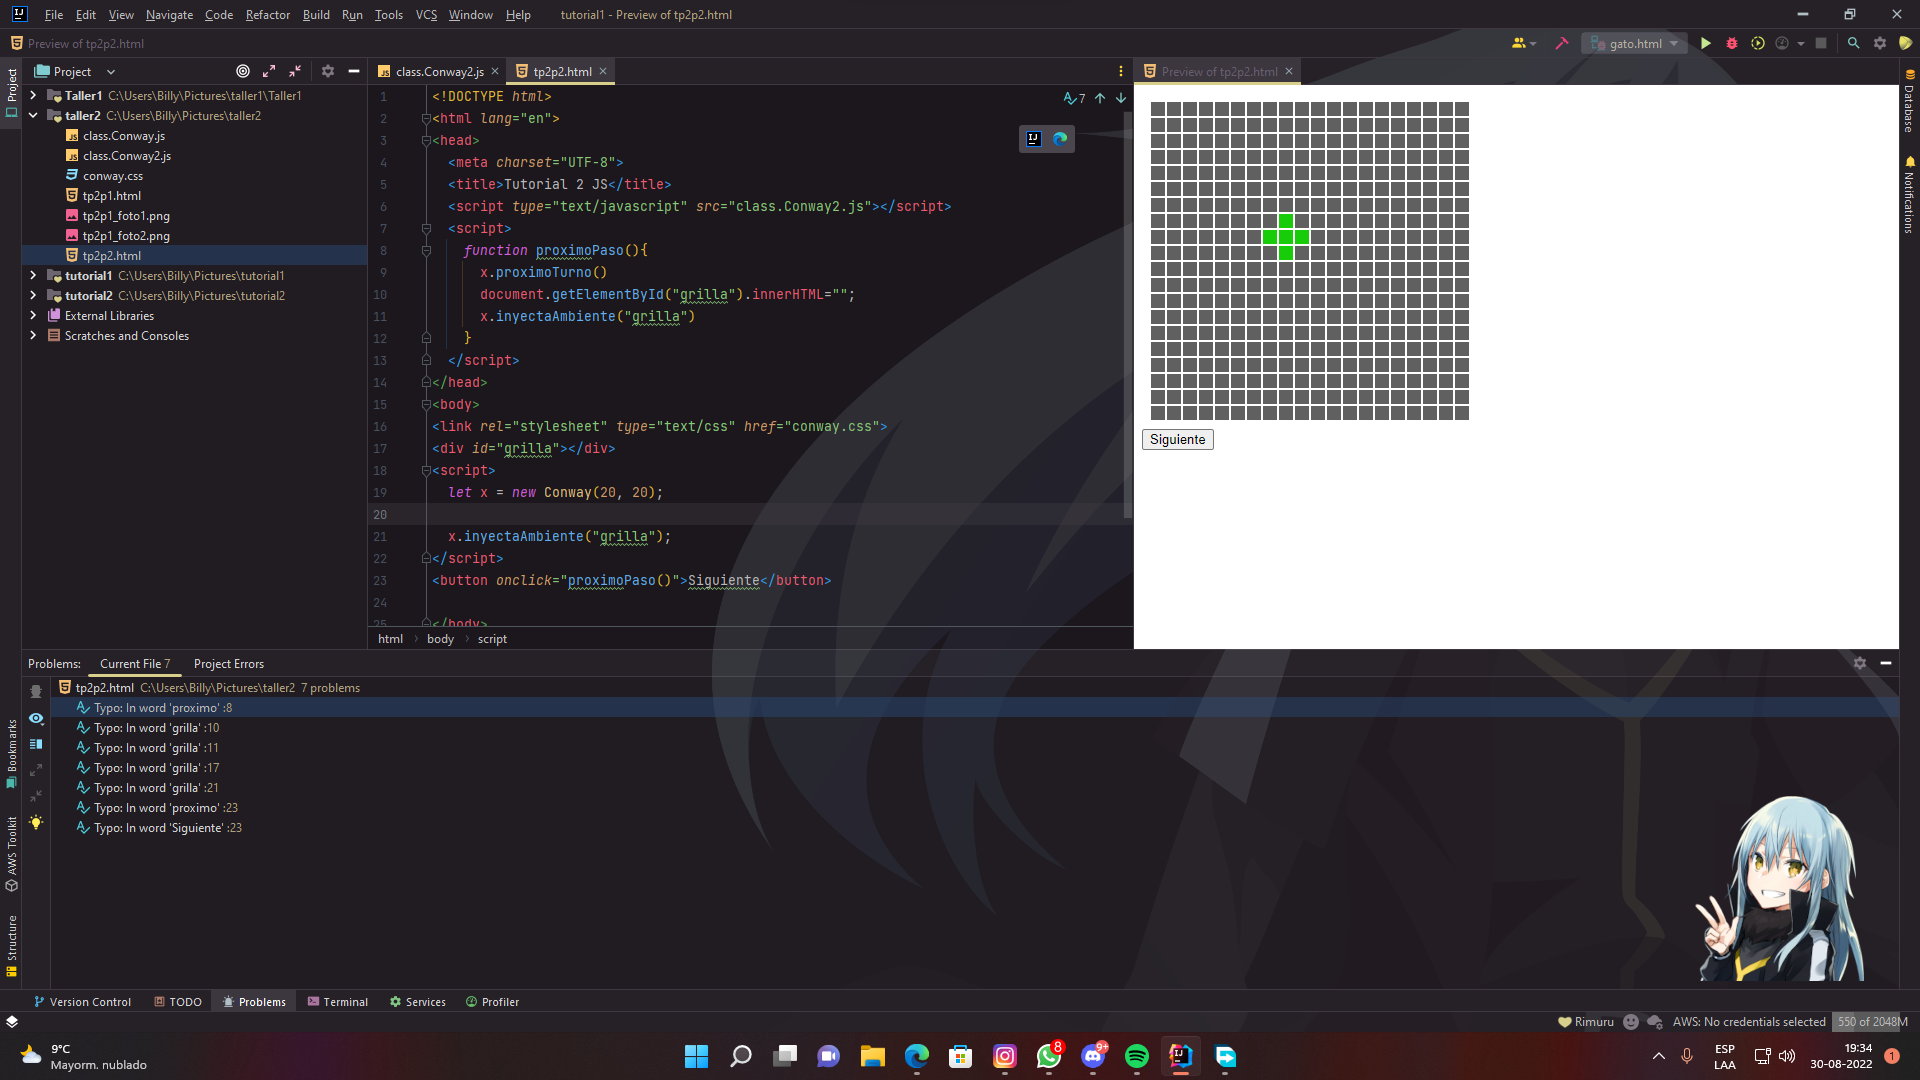 File Edit View Navigate Code Refactor Build Run Tools VCS Window Help tutorial1 - Preview of tp2p2.html
Preview of tp2p2.html
gato.html
Project
Project
class.Conway2.js
tp2p2.html
Preview of tp2p2.html
Taller1 C:\Users\Billy\Pictures\taller1\Taller1
taller2 C:\Users\Billy\Pictures\taller2
class.Conway.js
class.Conway2.js
conway.css
tp2p1.html
tp2p1_foto1.png
tp2p1_foto2.png
tp2p2.html
tutorial1 C:\Users\Billy\Pictures\tutorial1
tutorial2 C:\Users\Billy\Pictures\tutorial2
External Libraries
Scratches and Consoles
7
1 <!DOCTYPE html>
2 <html lang="en">
3 <head>
4 <meta charset="UTF-8">
5 <title>Tutorial 2 JS</title>
6 <script type="text/javascript" src="class.Conway2.js"></script>
7 <script>
8 function proximoPaso(){
9 x.proximoTurno()
10 document.getElementById("grilla").innerHTML="";
11 x.inyectaAmbiente("grilla")
12 }
13 </script>
14 </head>
15 <body>
16 <link rel="stylesheet" type="text/css" href="conway.css">
17 <div id="grilla"></div>
18 <script>
19 let x = new Conway(20, 20);
20
21 x.inyectaAmbiente("grilla");
22 </script>
23 <button onclick="proximoPaso()">Siguiente</button>
24
25 </body>
html body script
Siguiente
Database
Notifications
Problems: Current File 7 Project Errors
tp2p2.html C:\Users\Billy\Pictures\taller2 7 problems
Typo: In word 'proximo' :8
Typo: In word 'grilla' :10
Typo: In word 'grilla' :11
Typo: In word 'grilla' :17
Typo: In word 'grilla' :21
Typo: In word 'proximo' :23
Typo: In word 'Siguiente' :23
Bookmarks
AWS Toolkit
Structure
Version Control TODO Problems Terminal Services Profiler
Rimuru AWS: No credentials selected 550 of 2048M
9°C
Mayorm. nublado
8
9+
ESP
LAA
19:34
30-08-2022
1